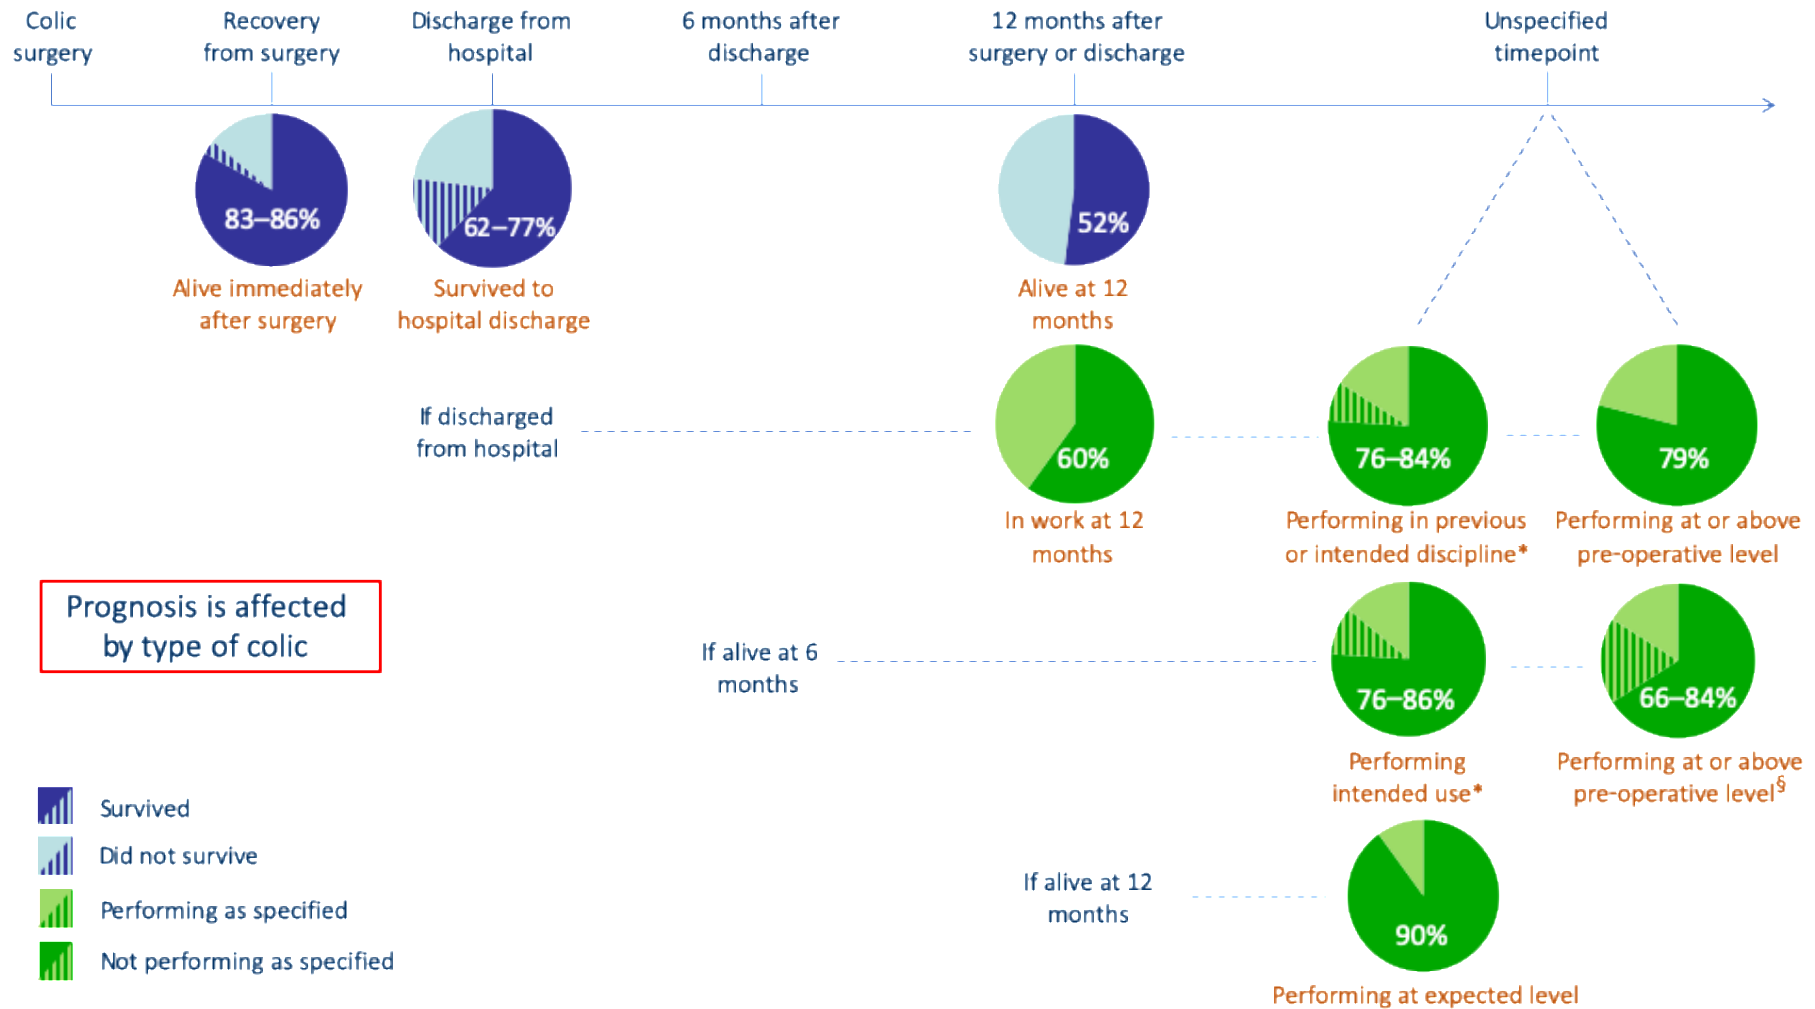 Colic
surgery
Recovery
from surgery
Discharge from
hospital
6 months after
discharge
12 months after
surgery or discharge
Unspecified
timepoint
83–86%
62–77%
52%
Alive immediately
after surgery
Survived to
hospital discharge
Alive at 12
months
If discharged
from hospital
60%
76–84%
79%
In work at 12
months
Performing in previous
or intended discipline*
Performing at or above
pre-operative level
Prognosis is affected
by type of colic
If alive at 6
months
76–86%
66–84%
Performing
intended use*
Performing at or above
pre-operative level§
Survived
Did not survive
Performing as specified
Not performing as specified
If alive at 12
months
90%
Performing at expected level